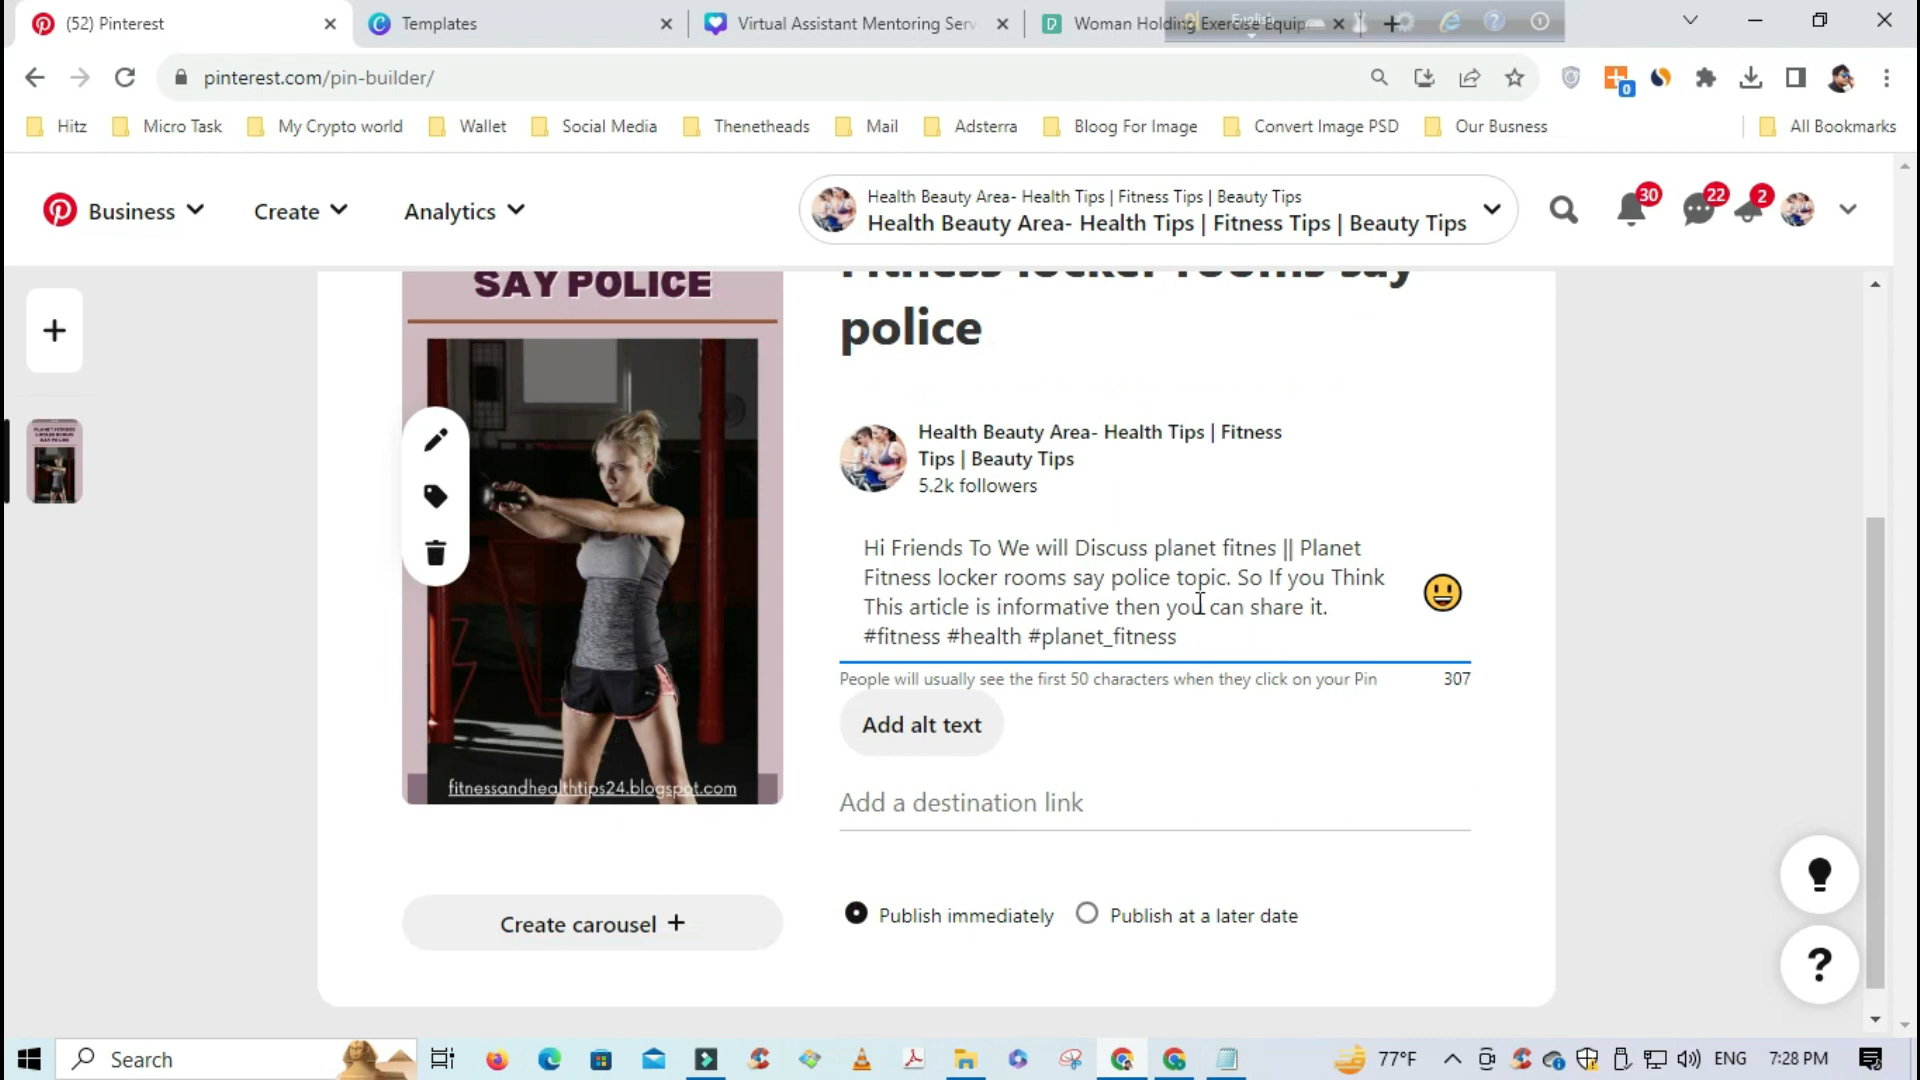 (52) Pinterest
Templates
Virtual Assistant Mentoring Serv
Woman Holding Exercise Equip
pinterest.com/pin-builder/
0
Hitz
Micro Task
My Crypto world
Wallet
Social Media
Thenetheads
Mail
Adsterra
Bloog For Image
Convert Image PSD
Our Busness
All Bookmarks
Business
Create
Analytics
Health Beauty Area- Health Tips | Fitness Tips | Beauty Tips
Health Beauty Area- Health Tips | Fitness Tips | Beauty Tips
30
22
2
SAY POLICE
fitnessandhealthtips24.blogspot.com
Fitness locker rooms say
police
Health Beauty Area- Health Tips | Fitness
Tips | Beauty Tips
5.2k followers
Hi Friends To We will Discuss planet fitnes || Planet
Fitness locker rooms say police topic. So If you Think
This article is informative then you can share it.
#fitness #health #planet_fitness
People will usually see the first 50 characters when they click on your Pin
307
Add alt text
Add a destination link
Create carousel +
Publish immediately
Publish at a later date
Search
77°F
ENG
7:28 PM